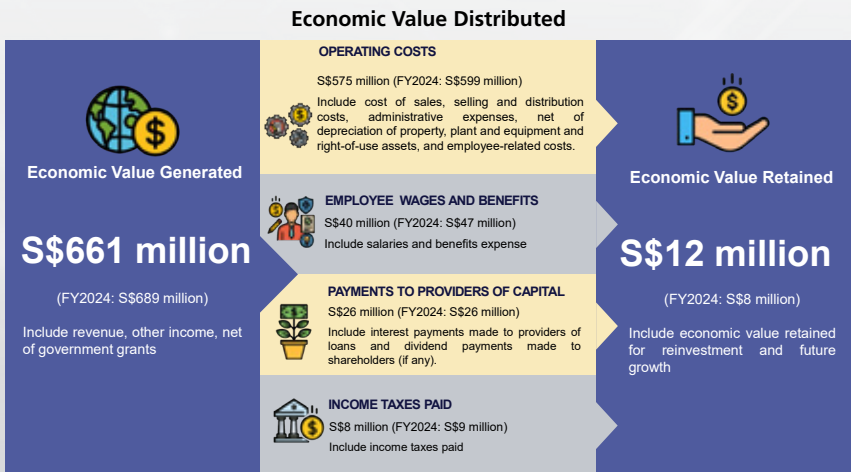 Economic Value Distributed
Economic Value Generated
S$661 million
(FY2024: S$689 million)
Include revenue, other income, net
of government grants
OPERATING COSTS
S$575 million (FY2024: S$599 million)
Include cost of sales, selling and distribution
costs, administrative expenses, net of
depreciation of property, plant and equipment and
right-of-use assets, and employee-related costs.
EMPLOYEE WAGES AND BENEFITS
S$40 million (FY2024: S$47 million)
Include salaries and benefits expense
PAYMENTS TO PROVIDERS OF CAPITAL
S$26 million (FY2024: S$26 million)
Include interest payments made to providers of
loans and dividend payments made to
shareholders (if any).
INCOME TAXES PAID
S$8 million (FY2024: S$9 million)
Include income taxes paid
Economic Value Retained
S$12 million
(FY2024: S$8 million)
Include economic value retained
for reinvestment and future
growth